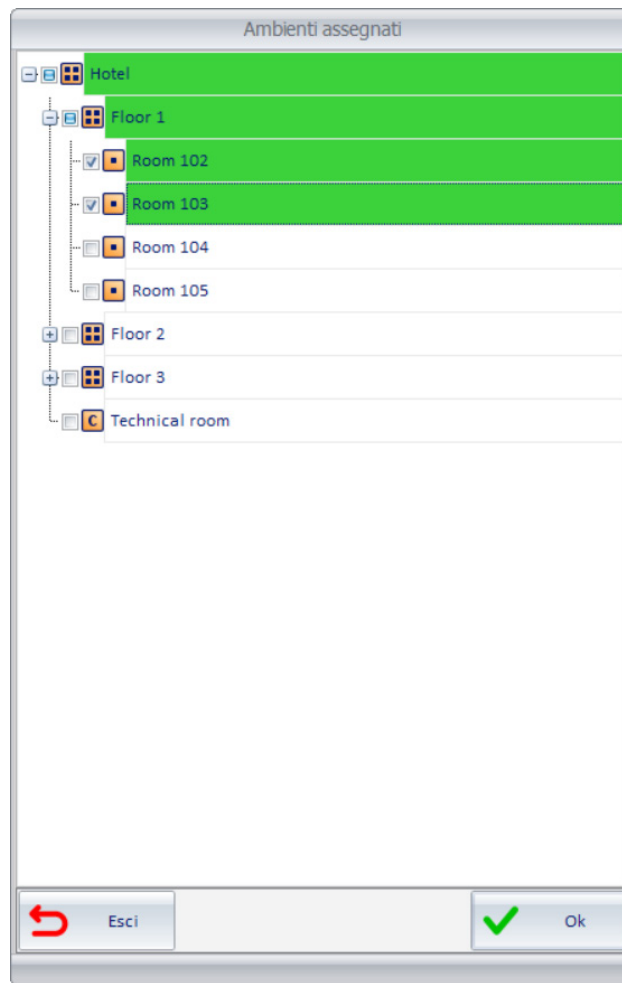 Ambienti assegnati
Hotel
Floor 1
Room 102
Room 103
Room 104
Room 105
Floor 2
Floor 3
C Technical room
Esci
Ok